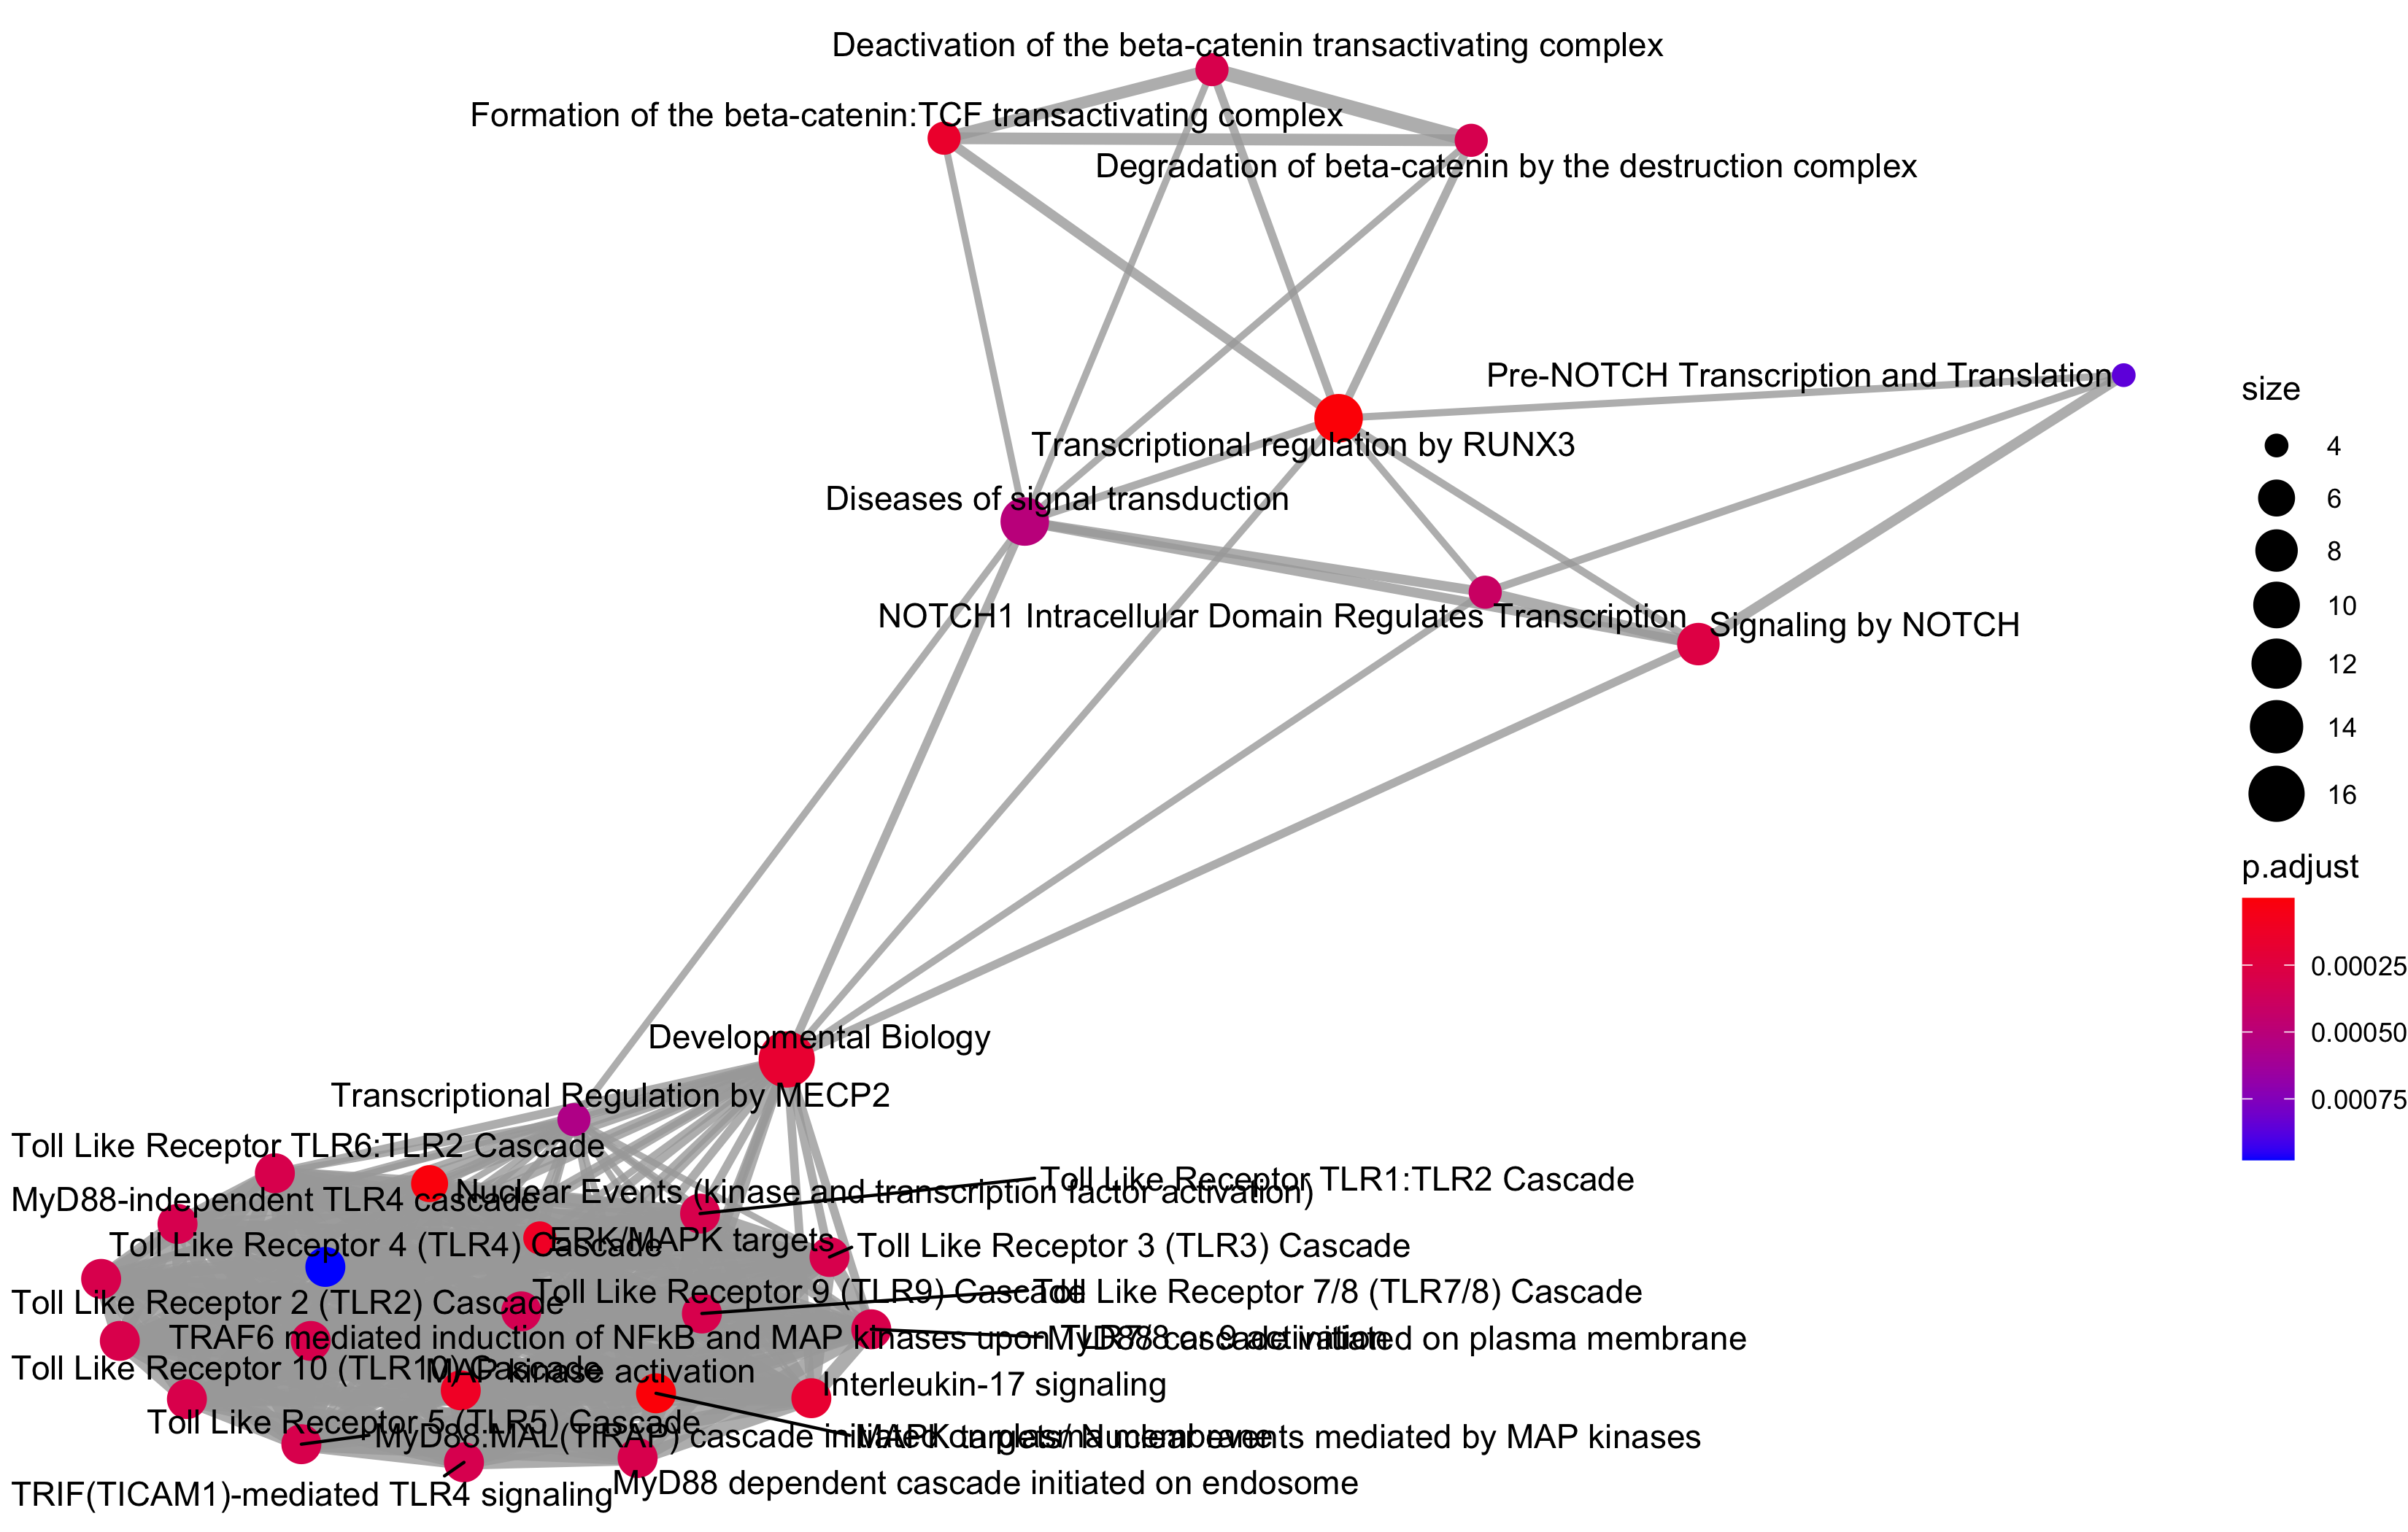 Deactivation of the beta-catenin transactivating complex
Formation of the beta-catenin:TCF transactivating complex
Degradation of beta-catenin by the destruction complex
Pre-NOTCH Transcription and Translation
Transcriptional regulation by RUNX3
Diseases of signal transduction
NOTCH1 Intracellular Domain Regulates Transcription
Signaling by NOTCH
Developmental Biology
Transcriptional Regulation by MECP2
Toll Like Receptor TLR6:TLR2 Cascade
Toll Like Receptor TLR1:TLR2 Cascade
Nuclear Events (kinase and transcription factor activation)
MyD88-independent TLR4 cascade
ERK/MAPK targets
Toll Like Receptor 4 (TLR4) Cascade
Toll Like Receptor 3 (TLR3) Cascade
Toll Like Receptor 9 (TLR9) Cascade
Toll Like Receptor 7/8 (TLR7/8) Cascade
Toll Like Receptor 2 (TLR2) Cascade
TRAF6 mediated induction of NFkB and MAP kinases upon TLR7/8 or 9 activation
MyD88 cascade initiated on plasma membrane
Toll Like Receptor 10 (TLR10) Cascade
MAP kinase activation
Interleukin-17 signaling
Toll Like Receptor 5 (TLR5) Cascade
MyD88:MAL(TIRAP) cascade initiated on plasma membrane
MAPK targets/ Nuclear events mediated by MAP kinases
MyD88 dependent cascade initiated on endosome
TRIF(TICAM1)-mediated TLR4 signaling
size
4
6
8
10
12
14
16
p.adjust
0.00025
0.00050
0.00075